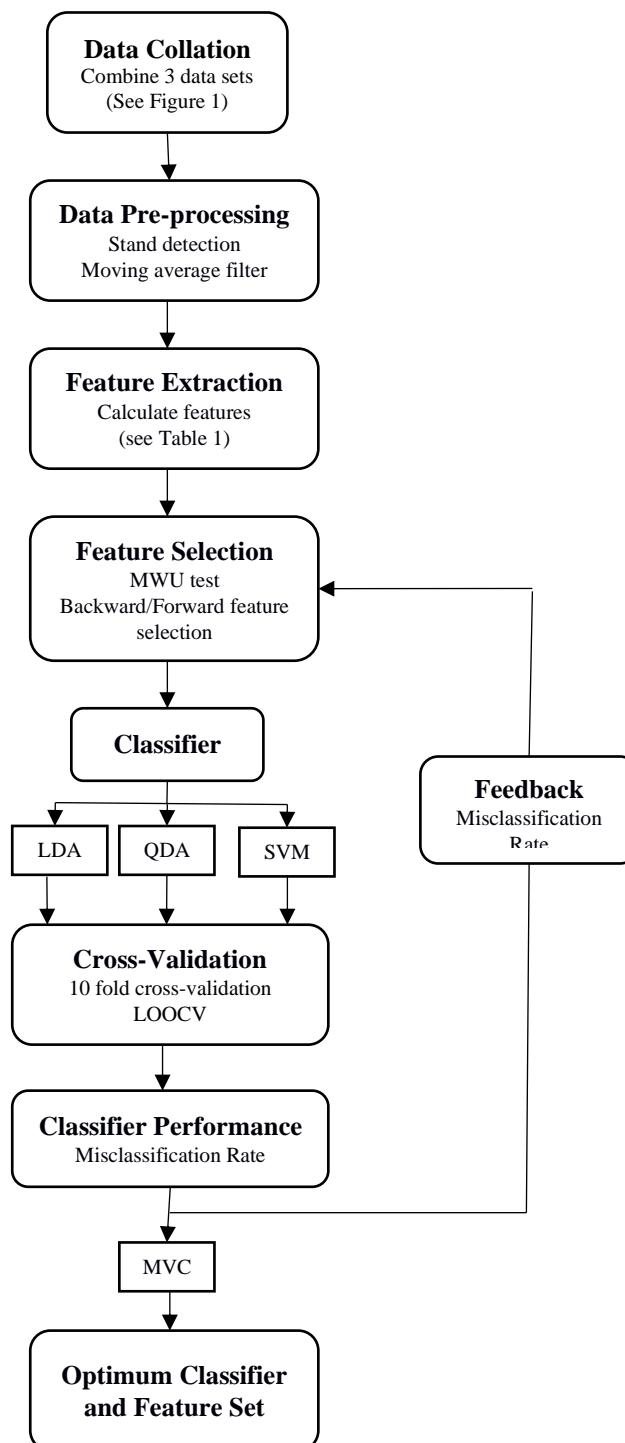 Data Collation
Combine 3 data sets
(See Figure 1)
Data Pre-processing
Stand detection
Moving average filter
Feature Extraction
Calculate features
(see Table 1)
Feature Selection
MWU test
Backward/Forward feature
selection
Classifier
LDA
QDA
SVM
Feedback
Misclassification
Rate
Cross-Validation
10 fold cross-validation
LOOCV
Classifier Performance
Misclassification Rate
MVC
Optimum Classifier
and Feature Set